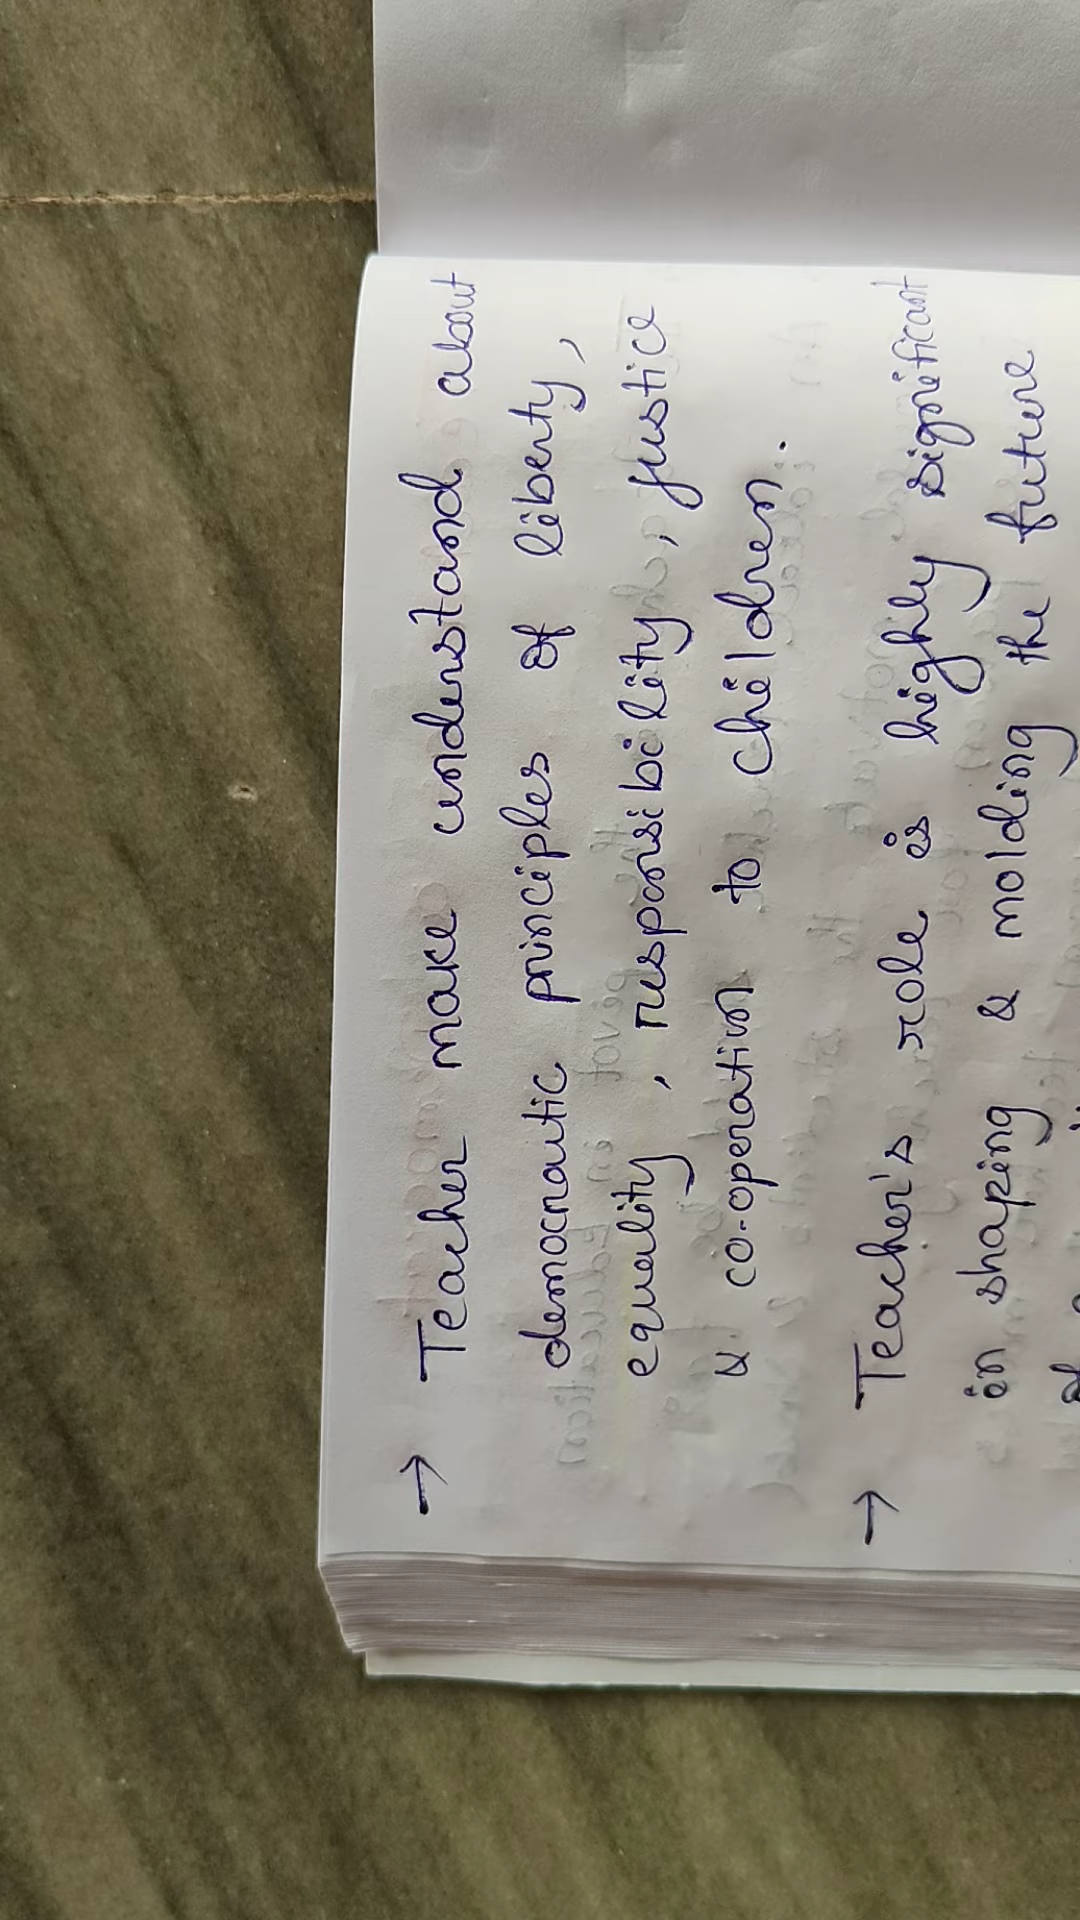 → Teacher make understand about
democratic principles of liberty,
equality, responsibility, justice
& co-operation to children.
→ Teacher's role is highly significant
in shaping & molding the future
of